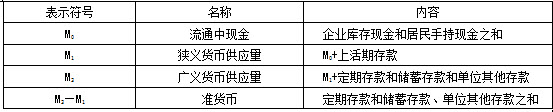 表示符号 名称 内容
M₀ 流通中现金 企业库存现金和居民手持现金之和
M₁ 狭义货币供应量 M₀+上活期存款
M₂ 广义货币供应量 M₁+定期存款和储蓄存款和单位其他存款
M₂—M₁ 准货币 定期存款和储蓄存款、单位其他存款之和